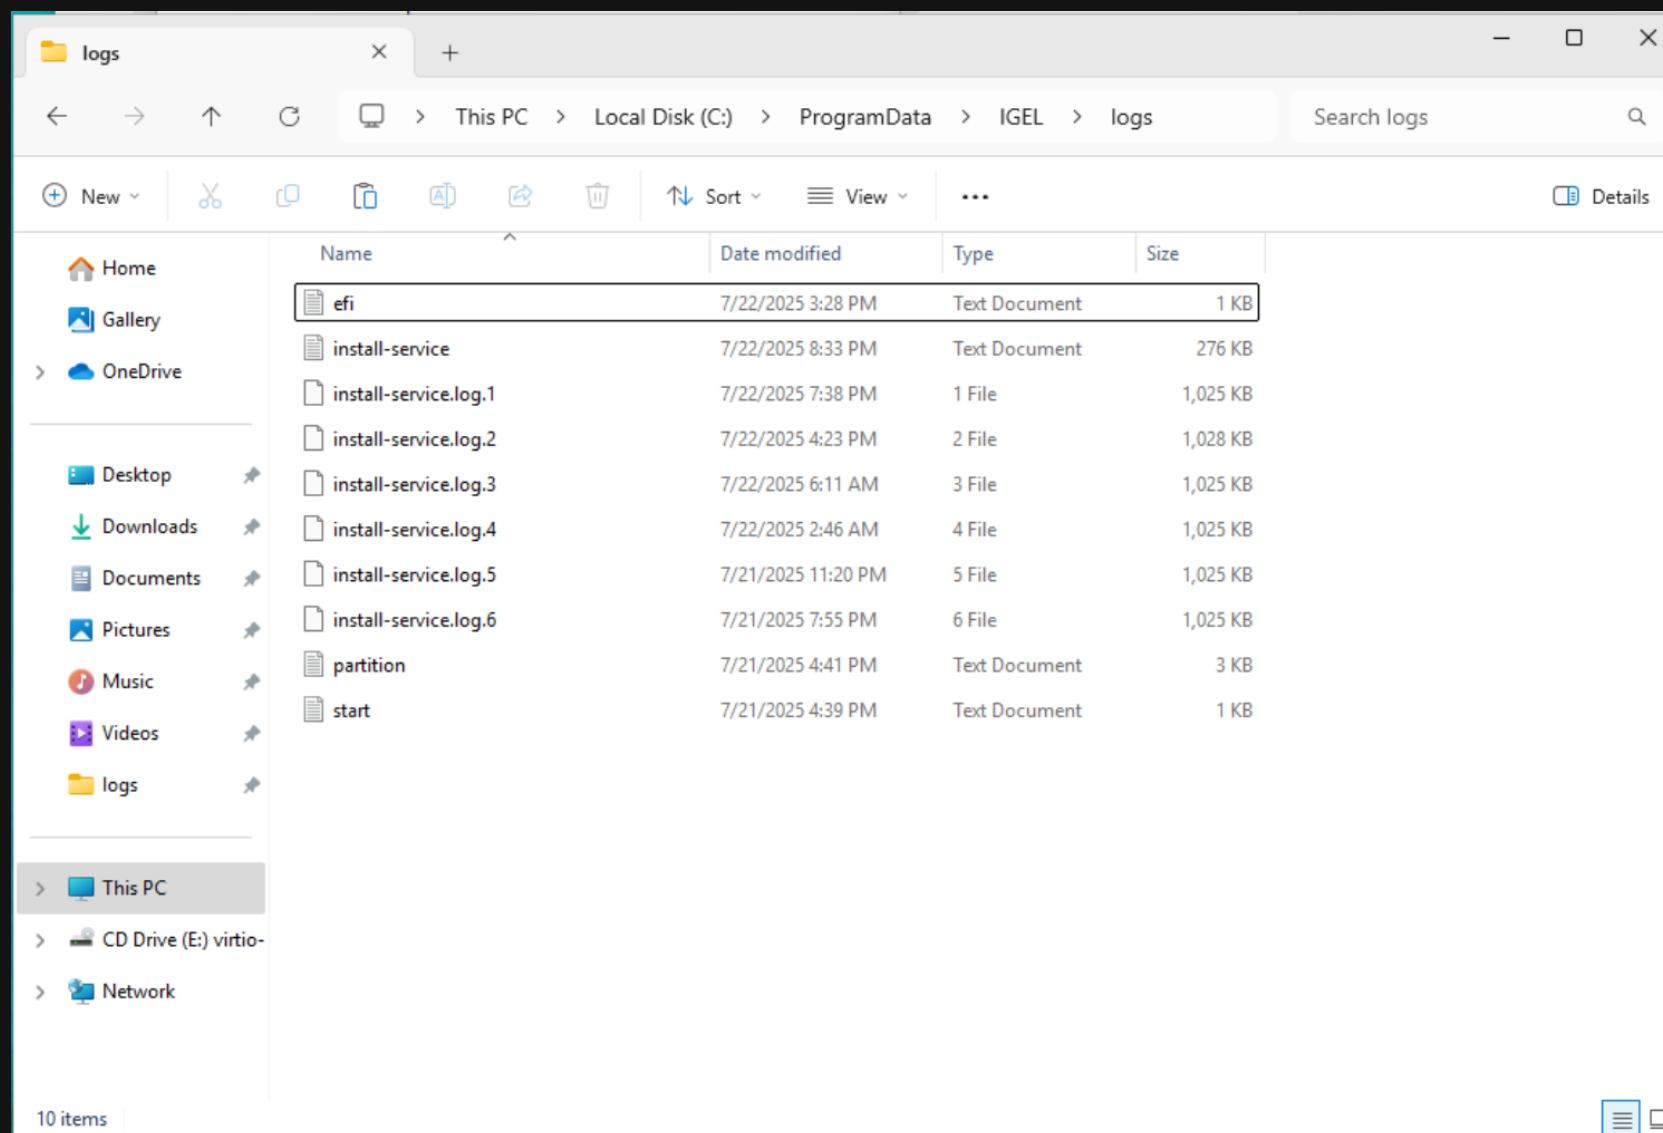 logs
This PC > Local Disk (C:) > ProgramData > IGEL > logs
Search logs
New
Sort
View
Details
Name Date modified Type Size
efi 7/22/2025 3:28 PM Text Document 1 KB
install-service 7/22/2025 8:33 PM Text Document 276 KB
install-service.log.1 7/22/2025 7:38 PM 1 File 1,025 KB
install-service.log.2 7/22/2025 4:23 PM 2 File 1,028 KB
install-service.log.3 7/22/2025 6:11 AM 3 File 1,025 KB
install-service.log.4 7/22/2025 2:46 AM 4 File 1,025 KB
install-service.log.5 7/21/2025 11:20 PM 5 File 1,025 KB
install-service.log.6 7/21/2025 7:55 PM 6 File 1,025 KB
partition 7/21/2025 4:41 PM Text Document 3 KB
start 7/21/2025 4:39 PM Text Document 1 KB
Home
Gallery
OneDrive
Desktop
Downloads
Documents
Pictures
Music
Videos
logs
This PC
CD Drive (E:) virtio-
Network
10 items